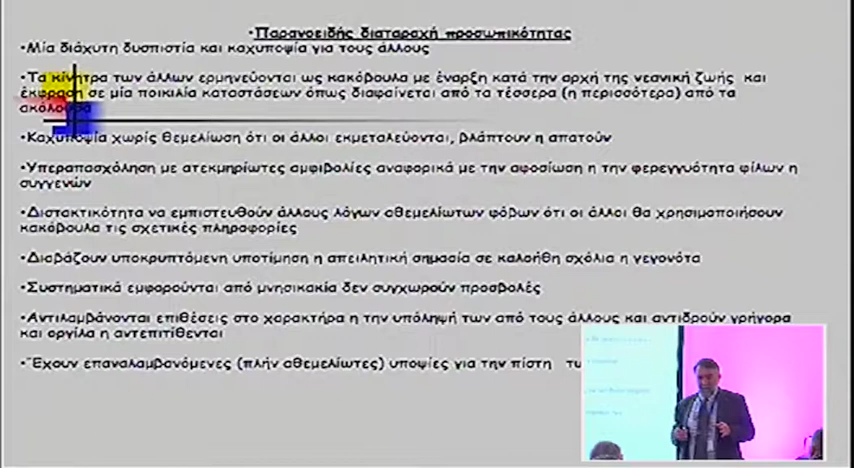 •Παρανοειδής διαταραχή προσωπικότητας
•Μία διάχυτη δυσπιστία και καχυποψία για τους άλλους
•Τα κίνητρα των άλλων ερμηνεύονται ως κακόβουλα με έναρξη κατά την αρχή της νεανική ζωής και
έκφραση σε μία ποικιλία καταστάσεων όπως διαφαίνεται από τα τέσσερα (η περισσότερα) από τα
ακόλουθα
•Καχυποψία χωρίς θεμελίωση ότι οι άλλοι εκμεταλεύονται, βλάπτουν η απατούν
•Υπεραπασχόληση με ατεκμηρίωτες αμφιβολίες αναφορικά με την αφοσίωση η την φερεγγυότητα φίλων η
συγγενών
•Διστακτικότητα να εμπιστευθούν άλλους λόγων αθεμελίωτων φόβων ότι οι άλλοι θα χρησιμοποιήσουν
κακόβουλα τις σχετικές πληραφορίες
•Διαβάζουν υποκρυπτόμενη υποτίμηση η απειλητική σημασία σε καλοήθη σχόλια η γεγονότα
•Συστηματικά εμφορούνται από μνησικακία δεν συγχωρούν προσβολές
•Αντιλαμβάνονται επιθέσεις στο χαρακτήρα η την υπόληψή των από τους άλλους και αντιδρούν γρήγορα
και οργίλα η αντεπιτίθενται
•Έχουν επαναλαμβανόμενες (πλήν αθεμελίωτες) υποψίες για την πίστη